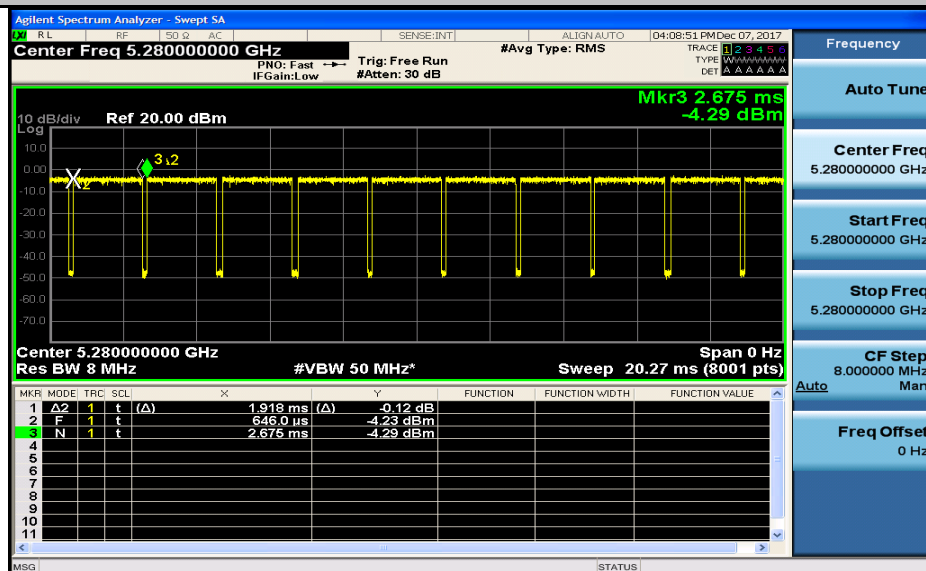 Agilent Spectrum Analyzer - Swept SA
LXI RL RF 50 Ω AC SENSE:INT ALIGN AUTO 04:08:51 PM Dec 07, 2017
Center Freq 5.280000000 GHz #Avg Type: RMS TRACE 1 2 3 4 5 6
PNO: Fast Trig: Free Run TYPE
IFGain:Low #Atten: 30 dB DET A A A A A A
Mkr3 2.675 ms
10 dB/div Ref 20.00 dBm -4.29 dBm
Log
10.0
3 2
0.00
2
-10.0
-20.0
-30.0
-40.0
-50.0
-60.0
-70.0
Center 5.280000000 GHz Span 0 Hz
Res BW 8 MHz #VBW 50 MHz* Sweep 20.27 ms (8001 pts)
MKR MODE TRC SCL X Y FUNCTION FUNCTION WIDTH FUNCTION VALUE
1 Δ2 1 t (Δ) 1.918 ms (Δ) -0.12 dB
2 F 1 t 646.0 µs -4.23 dBm
3 N 1 t 2.675 ms -4.29 dBm
4
5
6
7
8
9
10
11
MSG STATUS
Frequency
Auto Tune
Center Freq
5.280000000 GHz
Start Freq
5.280000000 GHz
Stop Freq
5.280000000 GHz
CF Step
8.000000 MHz
Auto Man
Freq Offset
0 Hz